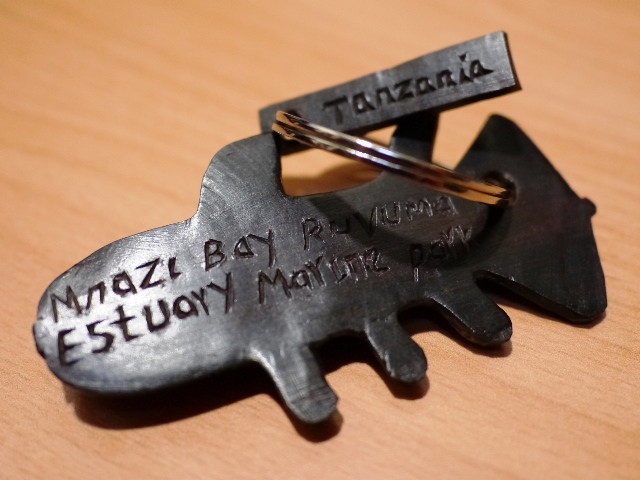 Tanzania
Mnazi Bay Ruvuma
Estuary Marine park